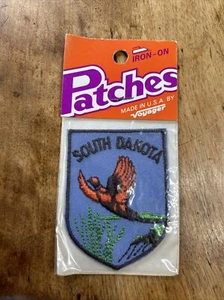 IRON-ON
Patches
MADE IN U.S.A. BY
Voyager
SOUTH DAKOTA